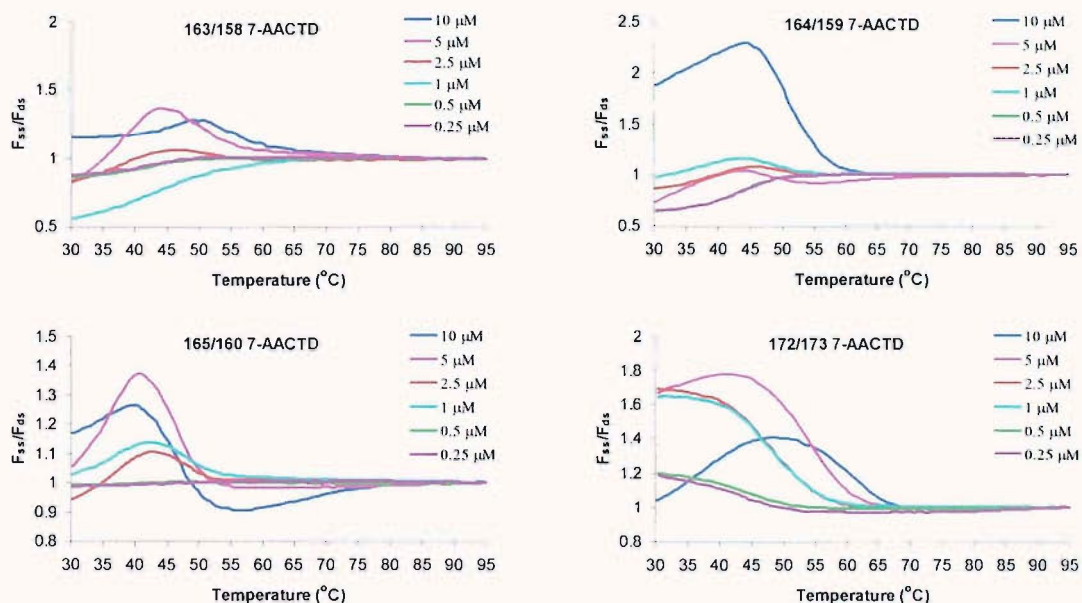 163/158 7-AACTD
F_ss/F_ds
2
1.5
1
0.5
30 35 40 45 50 55 60 65 70 75 80 85 90 95
Temperature (°C)
10 µM
5 µM
2.5 µM
1 µM
0.5 µM
0.25 µM
164/159 7-AACTD
F_ss/F_ds
2.5
2
1.5
1
0.5
30 35 40 45 50 55 60 65 70 75 80 85 90 95
Temperature (°C)
10 µM
5 µM
2.5 µM
1 µM
0.5 µM
0.25 µM
165/160 7-AACTD
F_ss/F_ds
1.5
1.4
1.3
1.2
1.1
1
0.9
0.8
30 35 40 45 50 55 60 65 70 75 80 85 90 95
Temperature (°C)
10 µM
5 µM
2.5 µM
1 µM
0.5 µM
0.25 µM
172/173 7-AACTD
F_ss/F_ds
2
1.8
1.6
1.4
1.2
1
0.8
30 35 40 45 50 55 60 65 70 75 80 85 90 95
Temperature (°C)
10 µM
5 µM
2.5 µM
1 µM
0.5 µM
0.25 µM